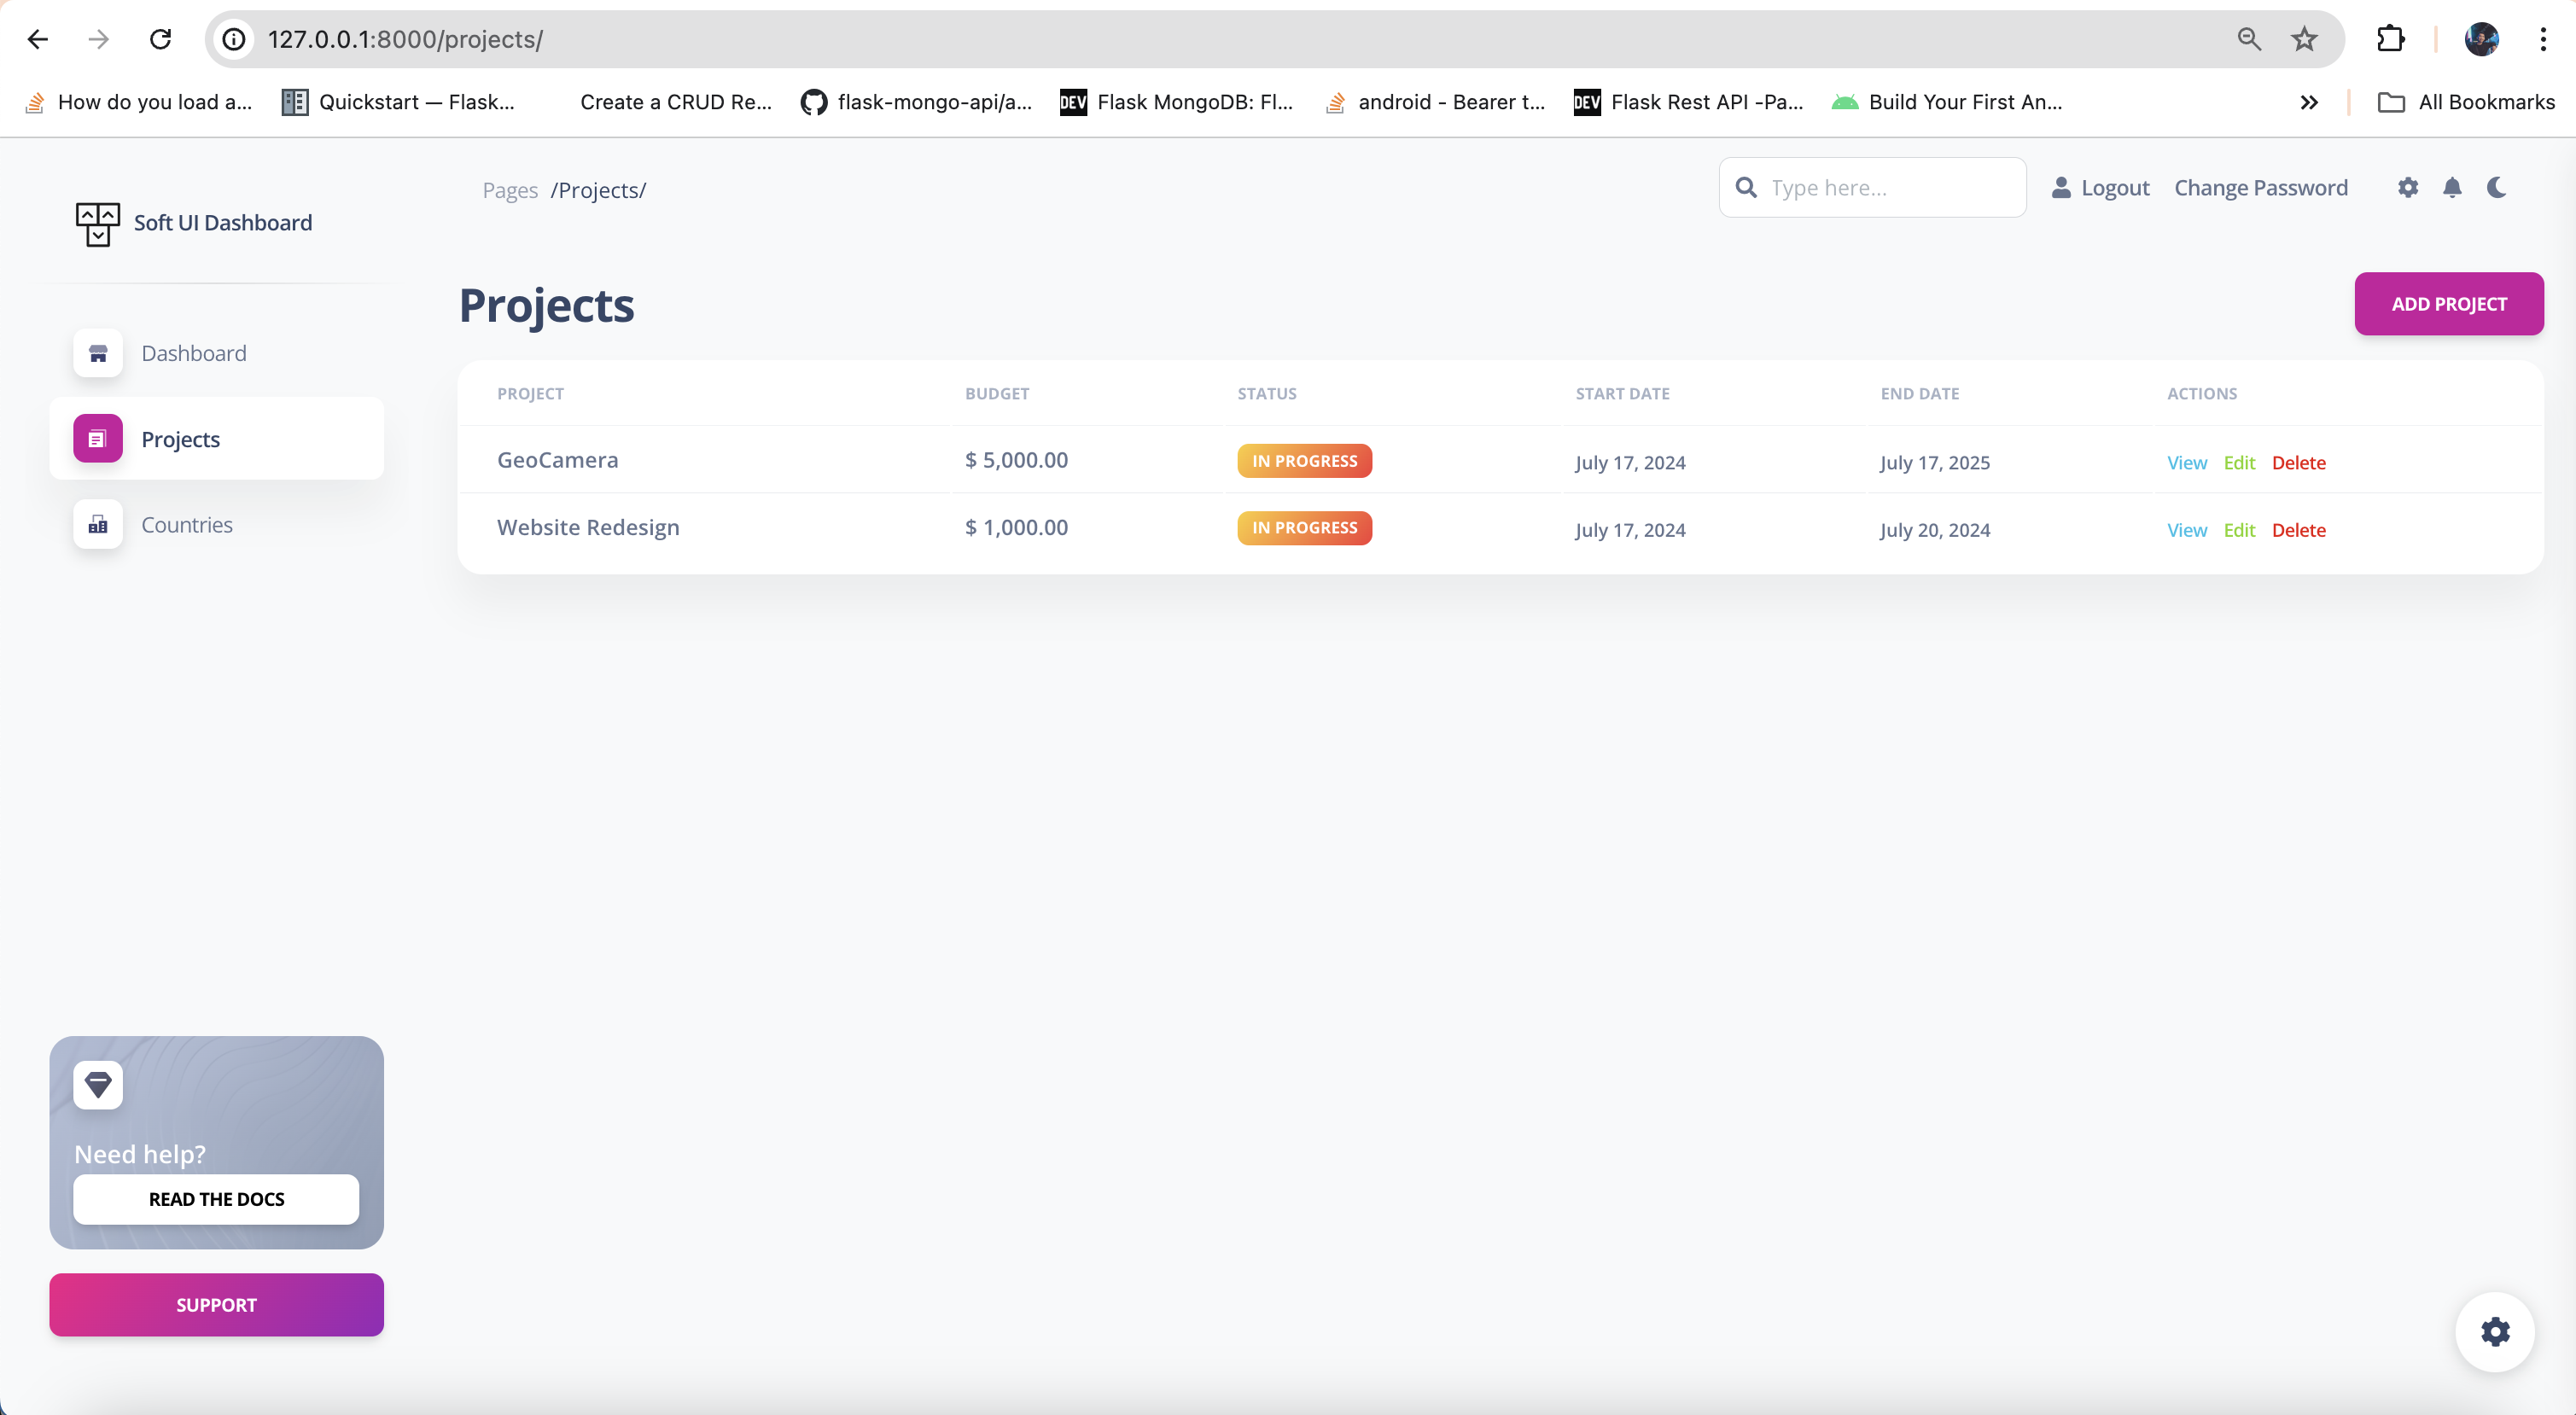 127.0.0.1:8000/projects/
How do you load a...
Quickstart — Flask...
Create a CRUD Re...
flask-mongo-api/a...
DEV Flask MongoDB: Fl...
android - Bearer t...
DEV Flask Rest API -Pa...
Build Your First An...
All Bookmarks
Soft UI Dashboard
Dashboard
Projects
Countries
Need help?
READ THE DOCS
SUPPORT
Pages /Projects/
Type here...
Logout
Change Password
Projects
ADD PROJECT
PROJECT BUDGET STATUS START DATE END DATE ACTIONS
GeoCamera $ 5,000.00 IN PROGRESS July 17, 2024 July 17, 2025 View Edit Delete
Website Redesign $ 1,000.00 IN PROGRESS July 17, 2024 July 20, 2024 View Edit Delete